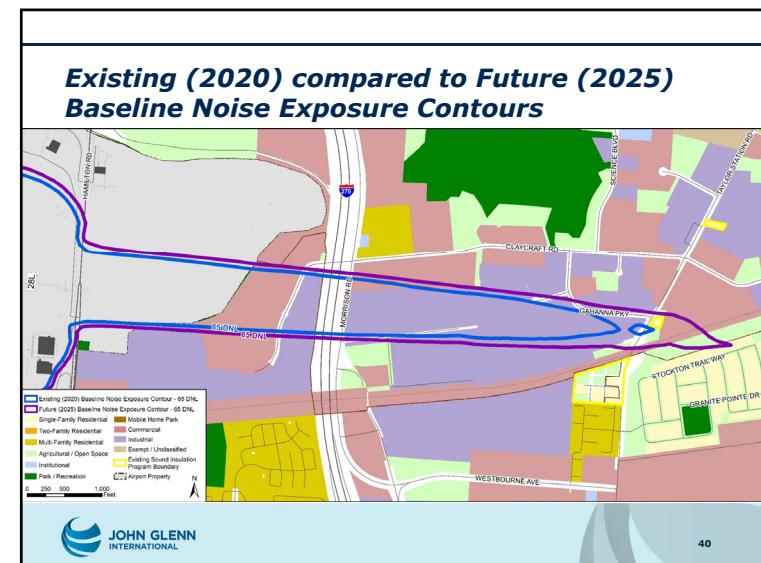 Existing (2020) compared to Future (2025)
Baseline Noise Exposure Contours
HAMILTON RD
270
SCIENCE BLVD
TAYLOR STATION RD
CLAYCRAFT RD
28L
MORRISON RD
GAHANNA PKY
65 DNL
65 DNL
STOCKTON TRAIL WAY
GRANITE POINTE DR
WESTBOURNE AVE
Existing (2020) Baseline Noise Exposure Contour - 65 DNL
Future (2025) Baseline Noise Exposure Contour - 65 DNL
Single-Family Residential
Two-Family Residential
Multi-Family Residential
Agricultural / Open Space
Institutional
Park / Recreation
Mobile Home Park
Commercial
Industrial
Exempt / Unclassified
Existing Sound Insulation
Program Boundary
Airport Property
0 250 500 1,000
Feet
N
JOHN GLENN
INTERNATIONAL
40